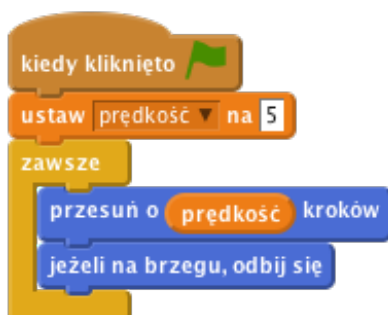 kiedy kliknięto
ustaw prędkość na 5
zawsze
przesuń o prędkość kroków
jeżeli na brzegu, odbij się